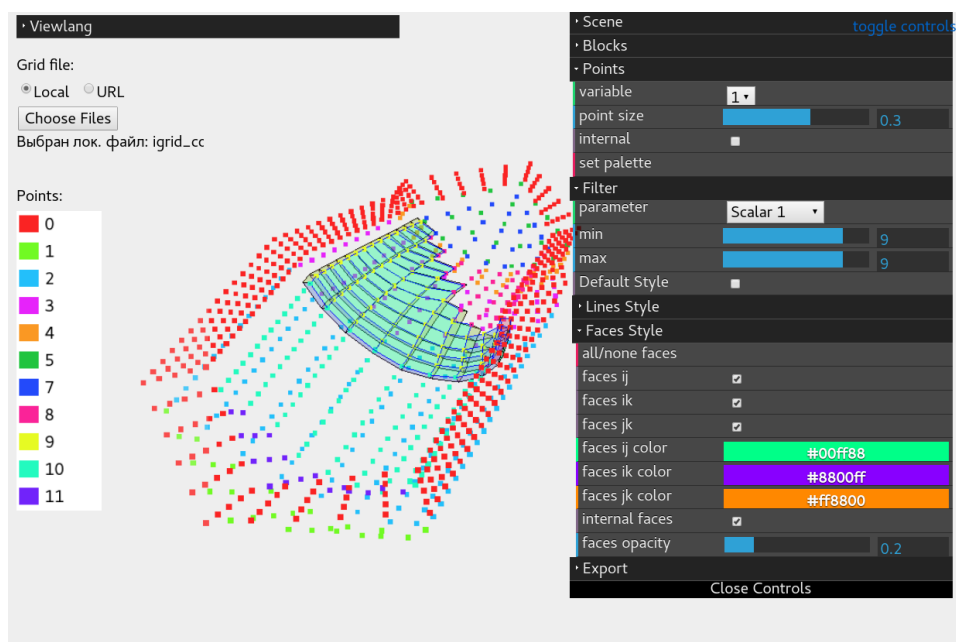 Viewlang
Grid file:
Local URL
Choose Files
Выбран лок. файл: igrid_cc
Points:
0
1
2
3
4
5
7
8
9
10
11
Scene
toggle controls
Blocks
Points
variable 1
point size 0.3
internal
set palette
Filter
parameter Scalar 1
min 9
max 9
Default Style
Lines Style
Faces Style
all/none faces
faces ij
faces ik
faces jk
faces ij color #00ff88
faces ik color #8800ff
faces jk color #ff8800
internal faces
faces opacity 0.2
Export
Close Controls